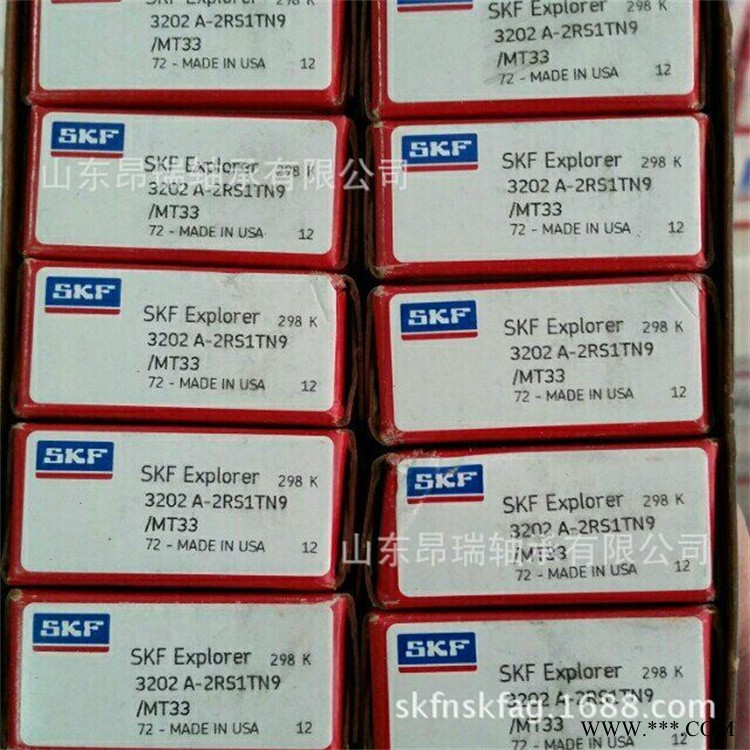 SKF Explorer 298 K
3202 A-2RS1TN9
/MT33
72 - MADE IN USA 12
298 K
3202 A-2RS1TN9
/MT33
72 - MADE IN USA 12
SKF
SKF Explorer 298 K
3202 A-2RS1TN9
/MT33
72 - MADE IN USA 12
SKF
SKF Explorer 298 K
3202 A-2RS1TN9
/MT33
72 - MADE IN USA 12
山东昂瑞轴承有限公司
SKF
SKF Explorer 298 K
3202 A-2RS1TN9
/MT33
72 - MADE IN USA 12
SKF
SKF Explorer 298 K
3202 A-2RS1TN9
/MT33
72 - MADE IN USA 12
SKF
SKF Explorer 298 K
3202 A-2RS1TN9
/MT33
72 - MADE IN USA 12
SKF
SKF Explorer 298 K
3202 A-2RS1TN9
/MT33
72 - MADE IN USA 12
山东昂瑞轴承有限公司
SKF
SKF Explorer 298 K
3202 A-2RS1TN9
/MT33
72 - MADE IN USA 12
SKF
SKF Explorer 298 K
3202 A-2RS1TN9
/MT33
72 - MADE IN USA 12
skfnskfag.1688.com
WWW.***.COM